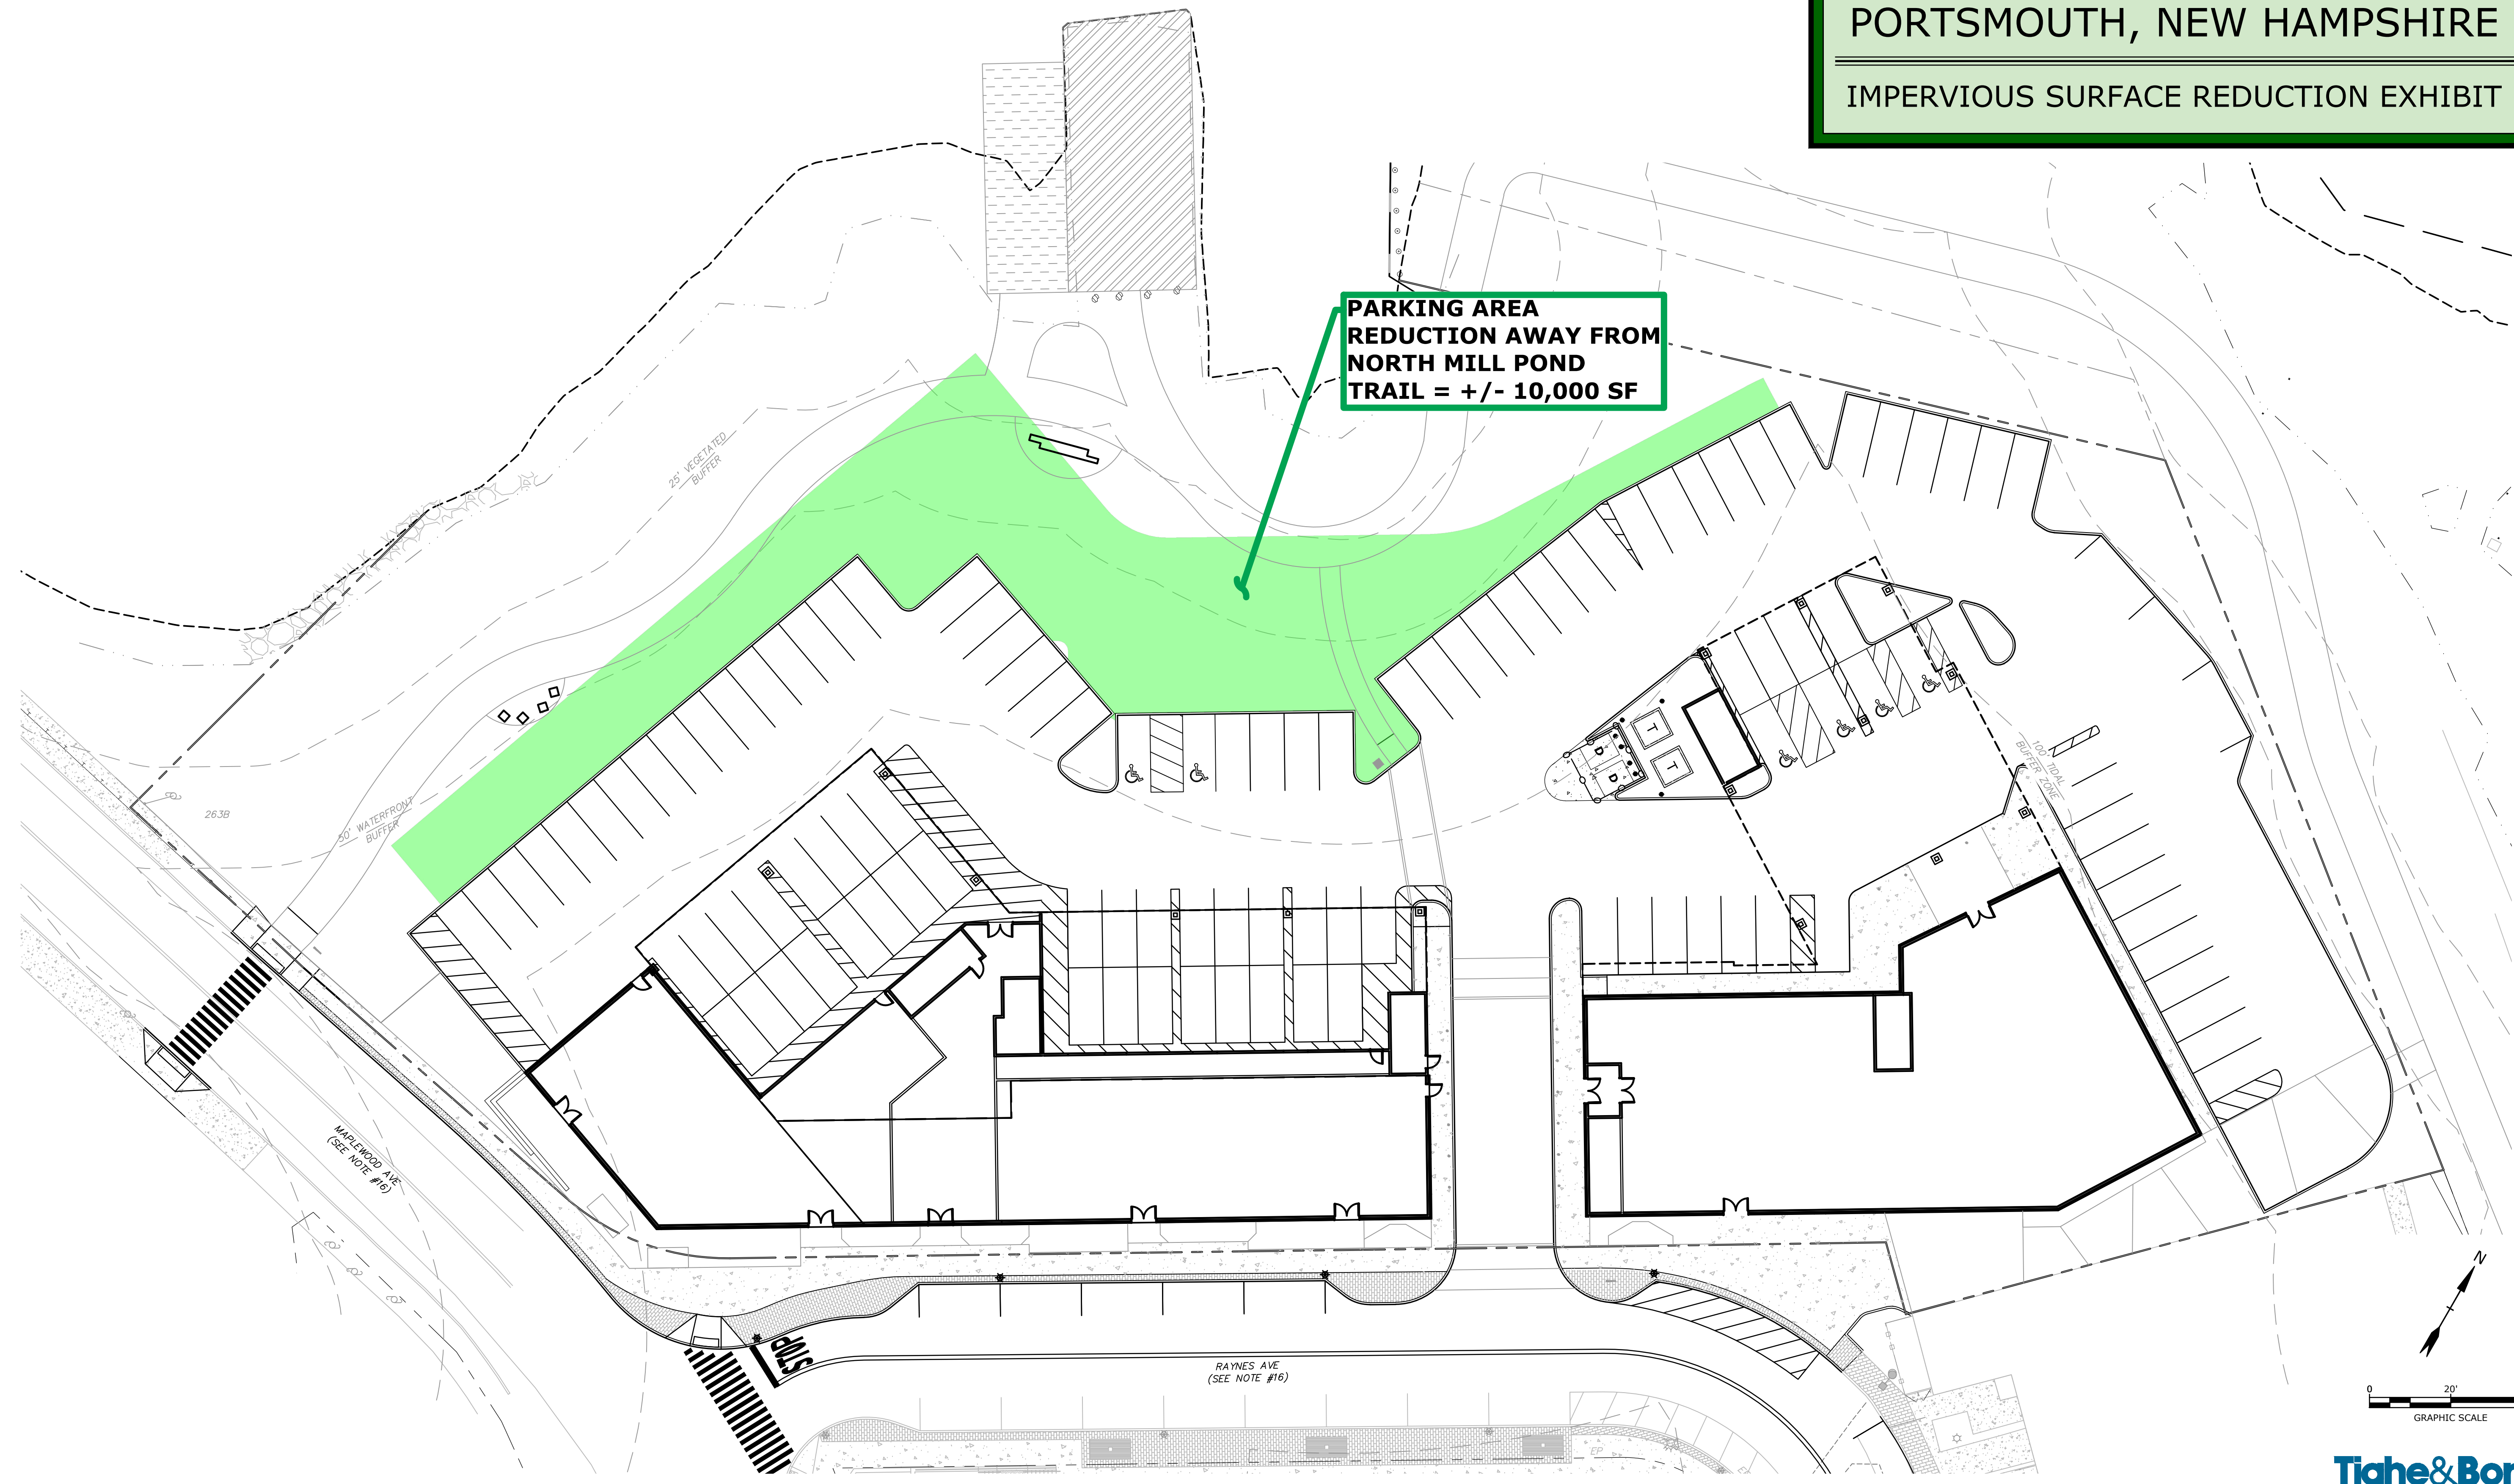 PORTSMOUTH, NEW HAMPSHIRE
IMPERVIOUS SURFACE REDUCTION EXHIBIT
PARKING AREA
REDUCTION AWAY FROM
NORTH MILL POND
TRAIL = +/- 10,000 SF
25' VEGETATED
BUFFER
50' WATERFRONT
BUFFER
263B
100' TIDAL
BUFFER ZONE
T
T
D
D
MAPLEWOOD AVE
(SEE NOTE #16)
STOP
RAYNES AVE
(SEE NOTE #16)
EP
N
0 20'
GRAPHIC SCALE
Tighe&Bon